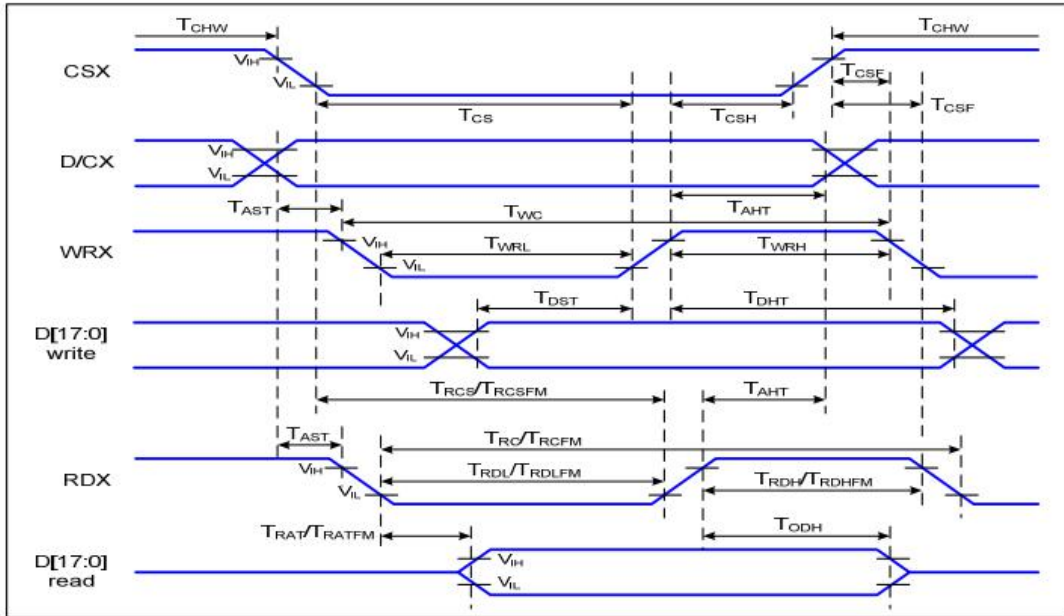 TCHW TCHW
VIH
CSX TCSF
VIL
TCS TCSH TCSF
VIH
D/CX
VIL
TAST TWC TAHT
VIH
WRX TWRL TWRH
VIL
TDST TDHT
D[17:0] VIH
write VIL
TRCS/TRCSFM TAHT
TAST TRC/TRCFM
VIH
RDX TRDL/TRDLFM TRDH/TRDHFM
VIL
TRAT/TRATFM TODH
D[17:0] VIH
read VIL